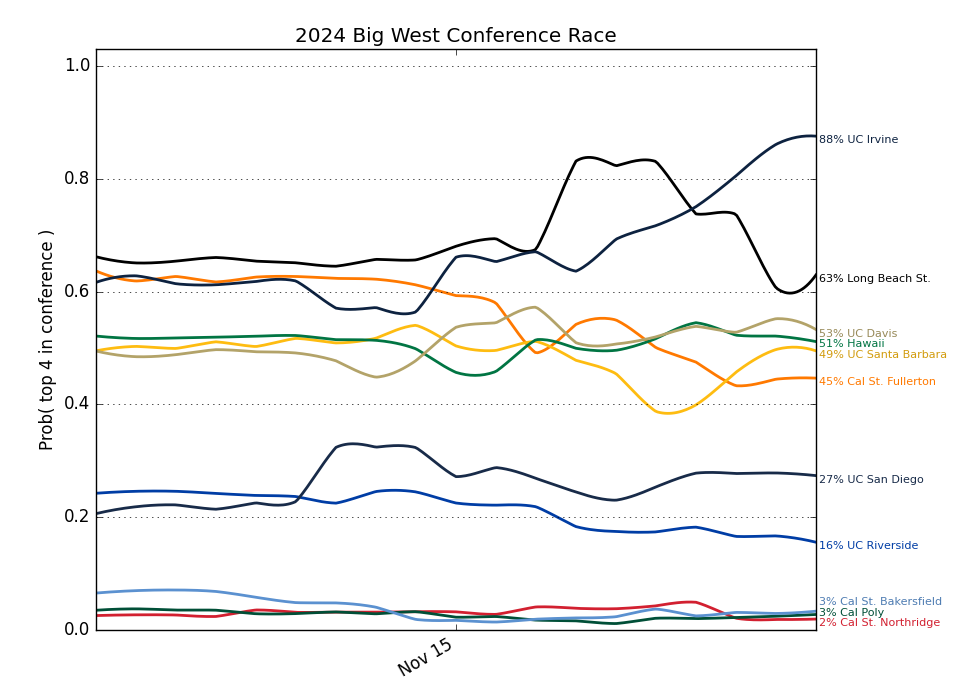 2024 Big West Conference Race
Prob( top 4 in conference )
1.0
0.8
0.6
0.4
0.2
0.0
Nov 15
88% UC Irvine
63% Long Beach St.
53% UC Davis
51% Hawaii
49% UC Santa Barbara
45% Cal St. Fullerton
27% UC San Diego
16% UC Riverside
3% Cal St. Bakersfield
3% Cal Poly
2% Cal St. Northridge